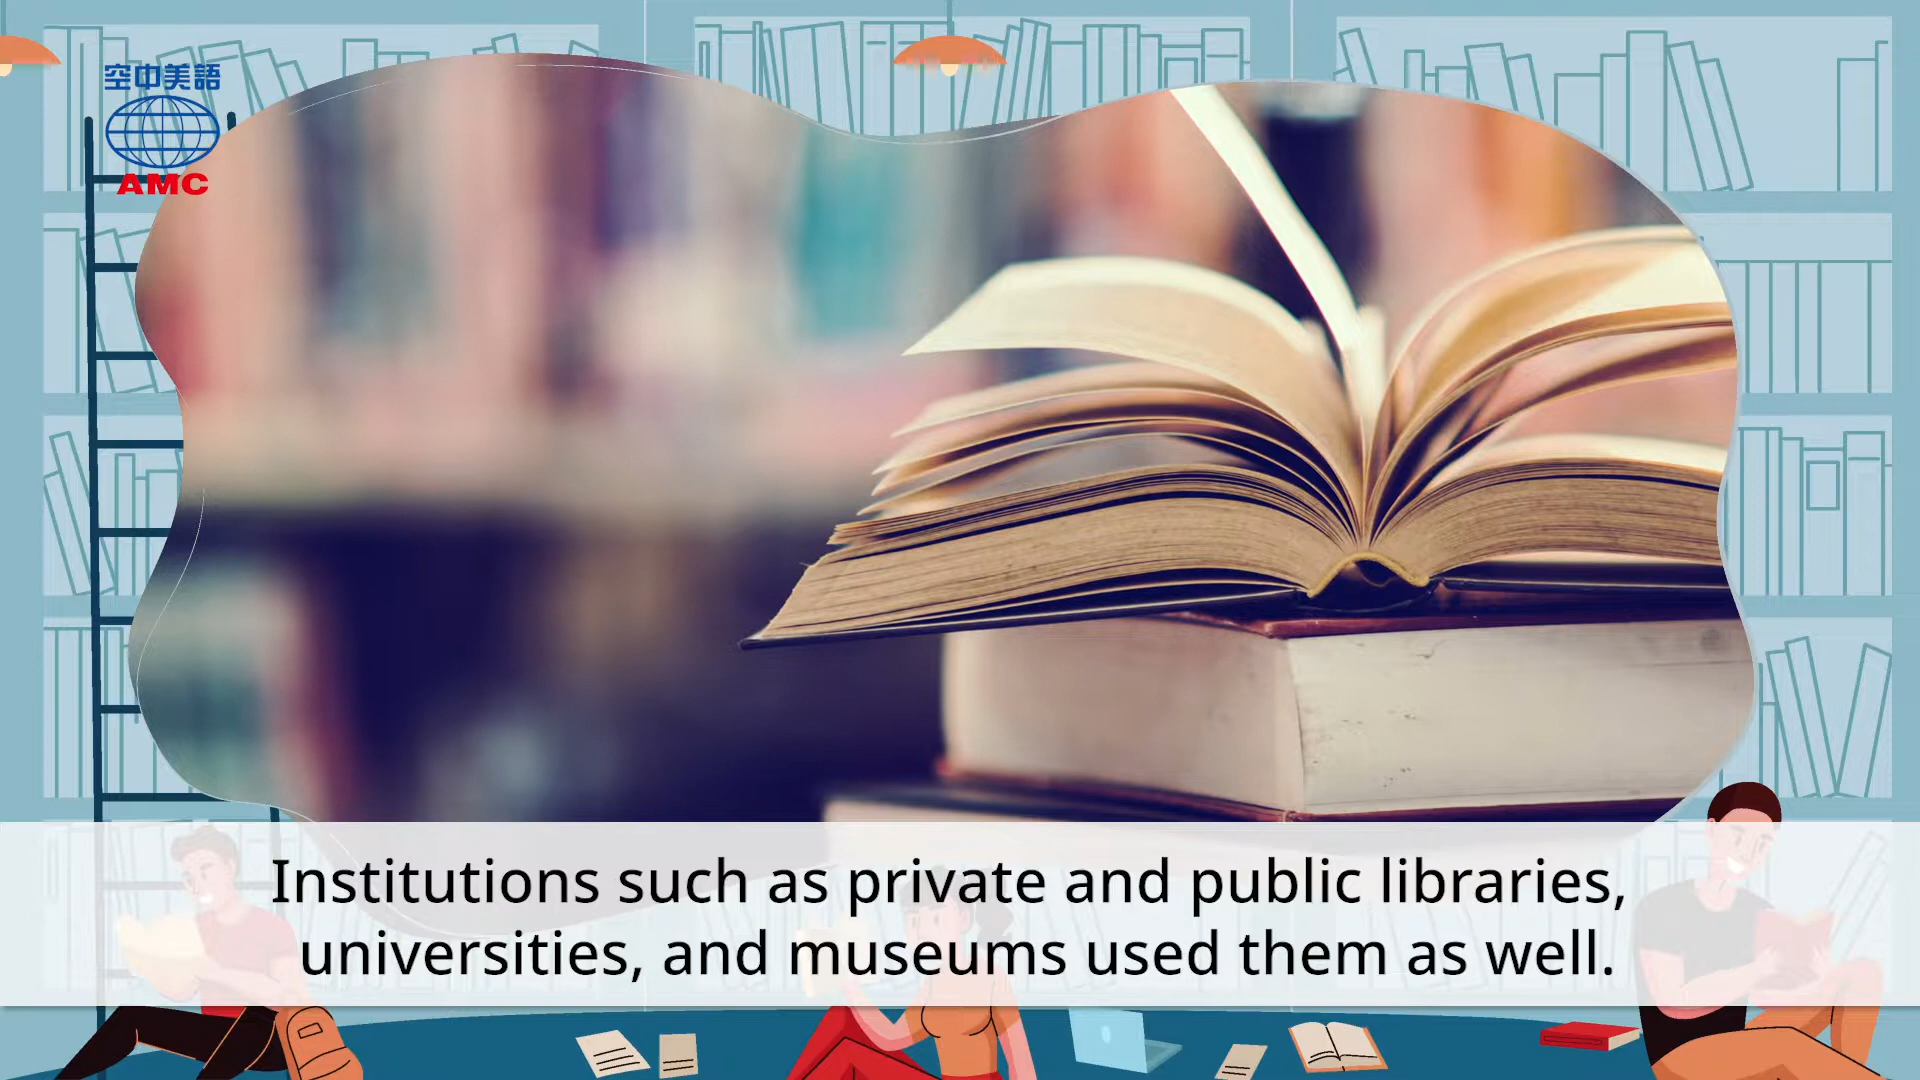 空中美語
AMC
Institutions such as private and public libraries,
universities, and museums used them as well.